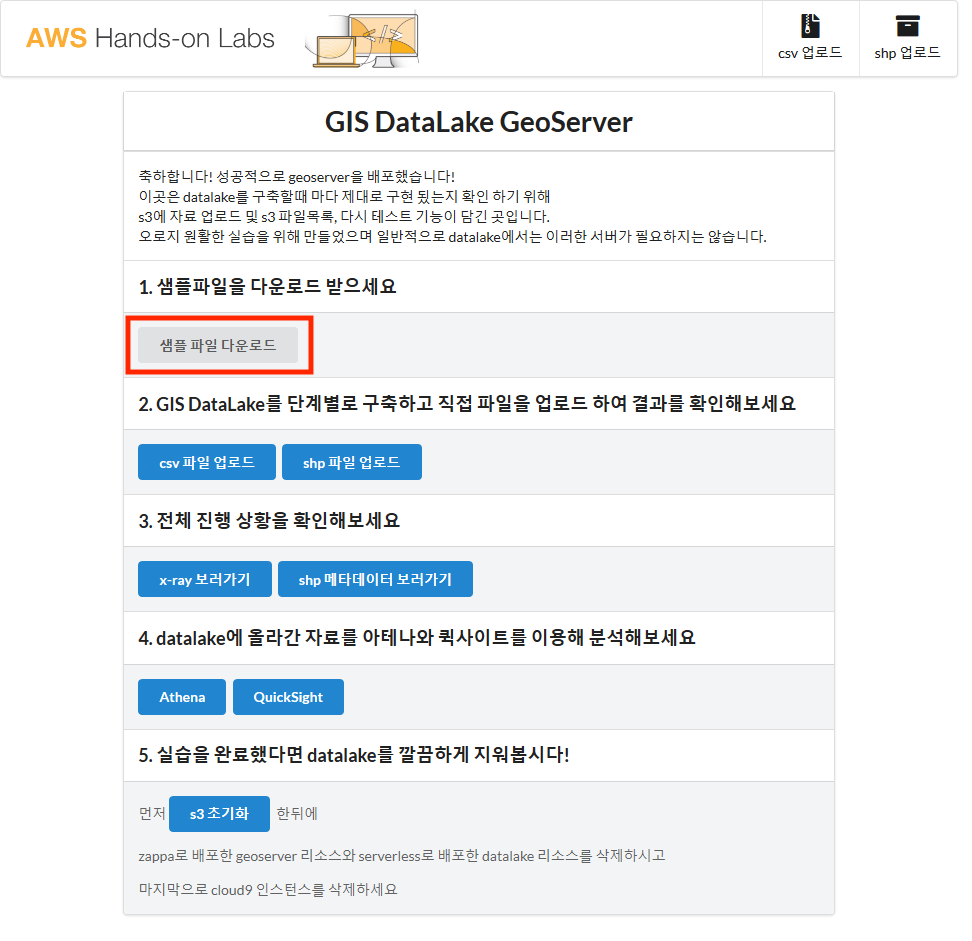 AWS Hands-on Labs
</>
csv 업로드
shp 업로드
GIS DataLake GeoServer
축하합니다! 성공적으로 geoserver을 배포했습니다!
이곳은 datalake를 구축할때 마다 제대로 구현 됬는지 확인 하기 위해
s3에 자료 업로드 및 s3 파일목록, 다시 테스트 기능이 담긴 곳입니다.
오로지 원활한 실습을 위해 만들었으며 일반적으로 datalake에서는 이러한 서버가 필요하지는 않습니다.
1. 샘플파일을 다운로드 받으세요
샘플 파일 다운로드
2. GIS DataLake를 단계별로 구축하고 직접 파일을 업로드 하여 결과를 확인해보세요
csv 파일 업로드 shp 파일 업로드
3. 전체 진행 상황을 확인해보세요
x-ray 보러가기 shp 메타데이터 보러가기
4. datalake에 올라간 자료를 아테나와 퀵사이트를 이용해 분석해보세요
Athena QuickSight
5. 실습을 완료했다면 datalake를 깔끔하게 지워봅시다!
먼저 s3 초기화 한뒤에
zappa로 배포한 geoserver 리소스와 serverless로 배포한 datalake 리소스를 삭제하시고
마지막으로 cloud9 인스턴스를 삭제하세요